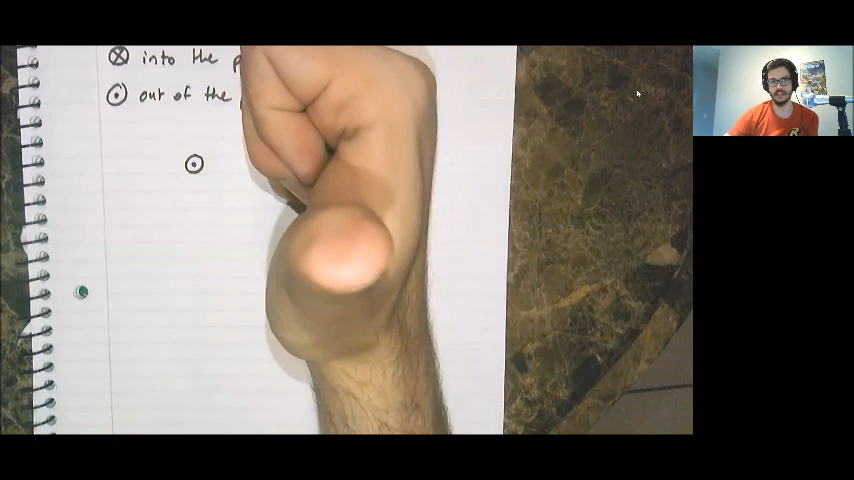 ⊗ into the
⊙ out of the
⊙